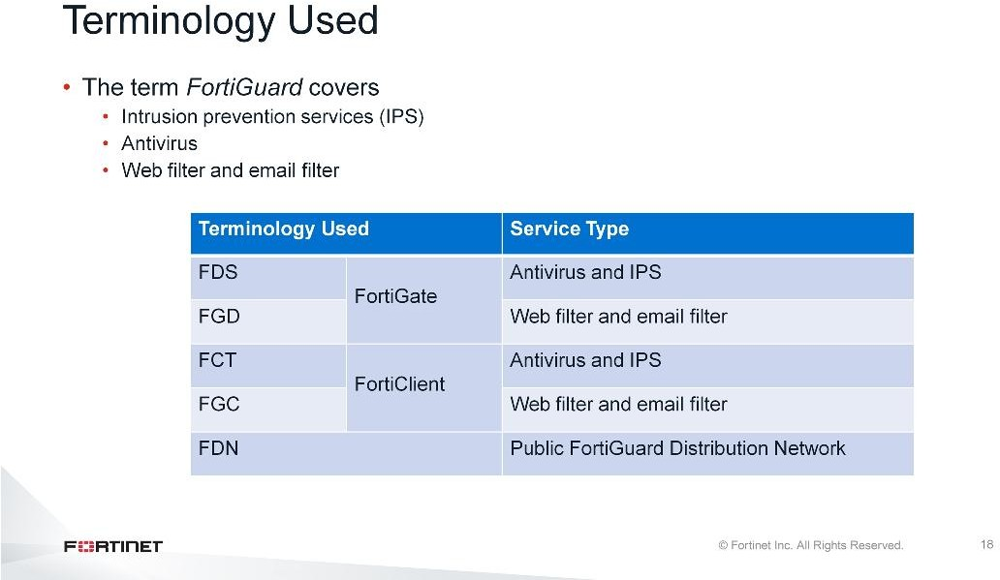 Terminology Used
• The term FortiGuard covers
• Intrusion prevention services (IPS)
• Antivirus
• Web filter and email filter
Terminology Used Service Type
FDS Antivirus and IPS
FortiGate
FGD Web filter and email filter
FCT Antivirus and IPS
FortiClient
FGC Web filter and email filter
FDN Public FortiGuard Distribution Network
FORTINET © Fortinet Inc. All Rights Reserved. 18